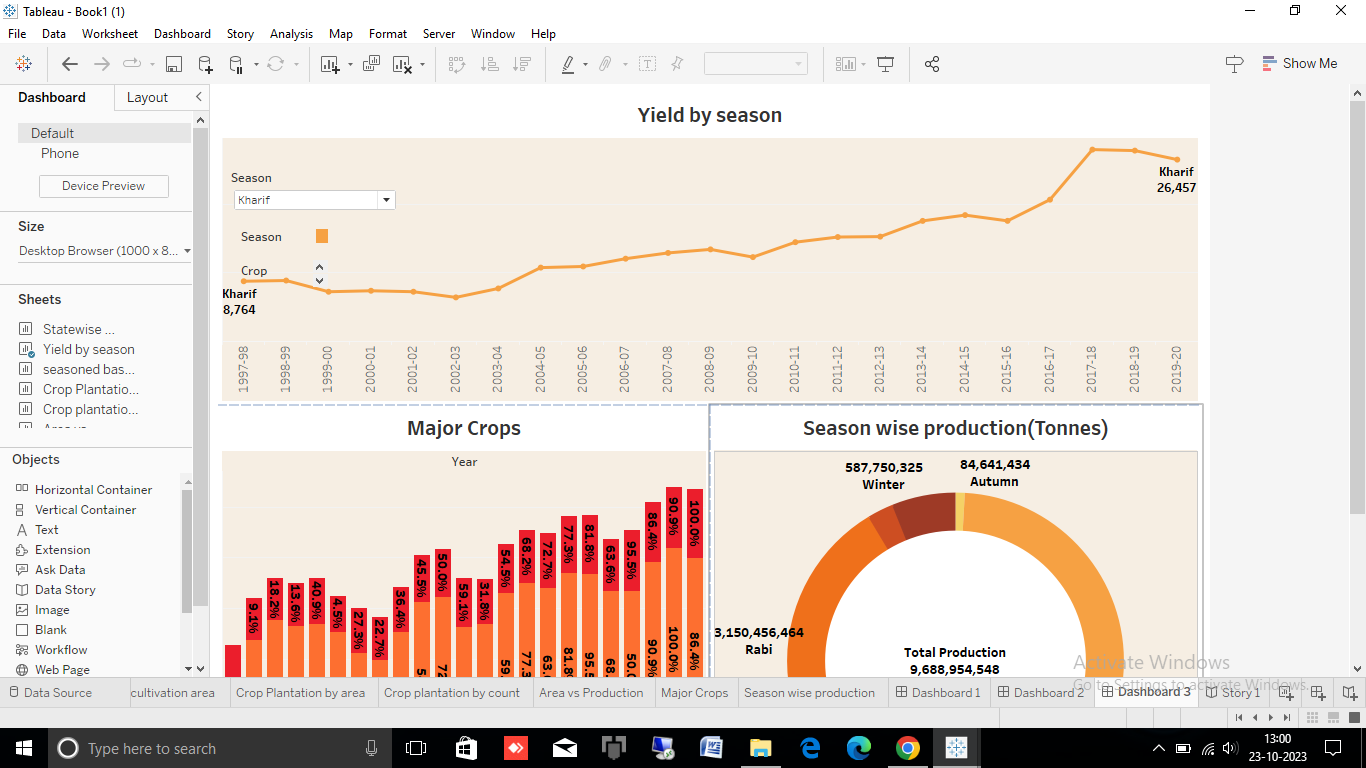 Tableau - Book1 (1)
File Data Worksheet Dashboard Story Analysis Map Format Server Window Help
Show Me
Dashboard Layout
Default
Phone
Device Preview
Size
Desktop Browser (1000 x 8...
Sheets
Statewise ...
Yield by season
seasoned bas...
Crop Plantatio...
Crop plantatio...
Objects
Horizontal Container
Vertical Container
Text
Extension
Ask Data
Data Story
Image
Blank
Workflow
Web Page
Yield by season
Season
Kharif
Season
Crop
Kharif
8,764
Kharif
26,457
1997-98 1998-99 1999-00 2000-01 2001-02 2002-03 2003-04 2004-05 2005-06 2006-07 2007-08 2008-09 2009-10 2010-11 2011-12 2012-13 2013-14 2014-15 2015-16 2016-17 2017-18 2018-19 2019-20
Major Crops
Year
9.1% 18.2% 13.6% 40.9% 4.5% 27.3% 22.7% 36.4% 45.5% 50.0% 59.1% 31.8% 54.5% 68.2% 72.7% 77.3% 81.8% 63.6% 95.5% 86.4% 90.9% 100.0%
90.9% 100.0% 86.4%
Season wise production(Tonnes)
587,750,325
Winter
84,641,434
Autumn
3,150,456,464
Rabi
Total Production
9,688,954,548
Activate Windows
Go to Settings to activate Windows.
Data Source cultivation area Crop Plantation by area Crop plantation by count Area vs Production Major Crops Season wise production Dashboard 1 Dashboard 2 Dashboard 3 Story 1
Type here to search
13:00
23-10-2023